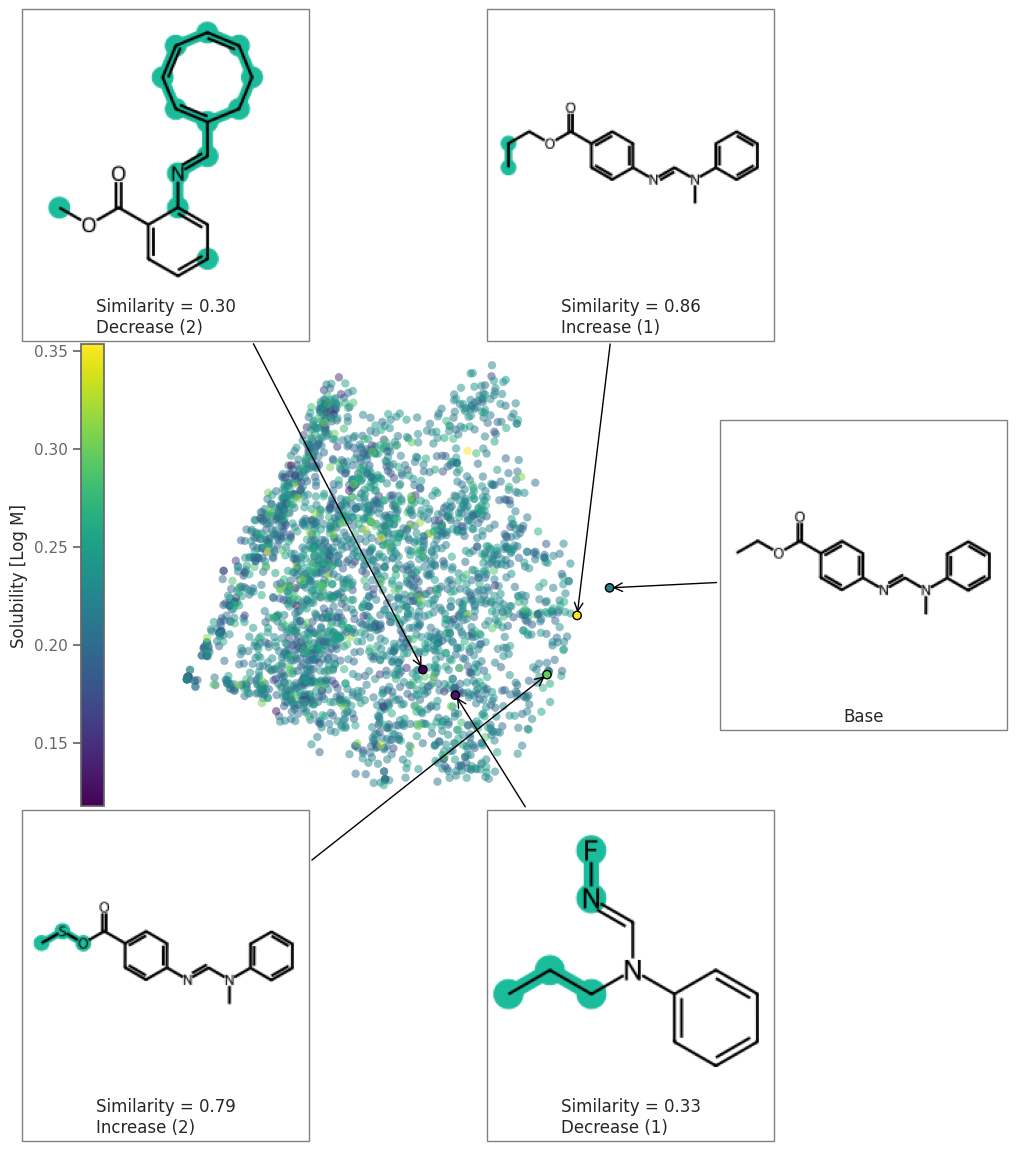 O
O
N
Similarity = 0.30
Decrease (2)
O
O
N
N
Similarity = 0.86
Increase (1)
0.35
0.30
0.25
0.20
0.15
Solubility [Log M]
O
O
N
N
Base
O
S
O
N
N
Similarity = 0.79
Increase (2)
F
N
N
Similarity = 0.33
Decrease (1)